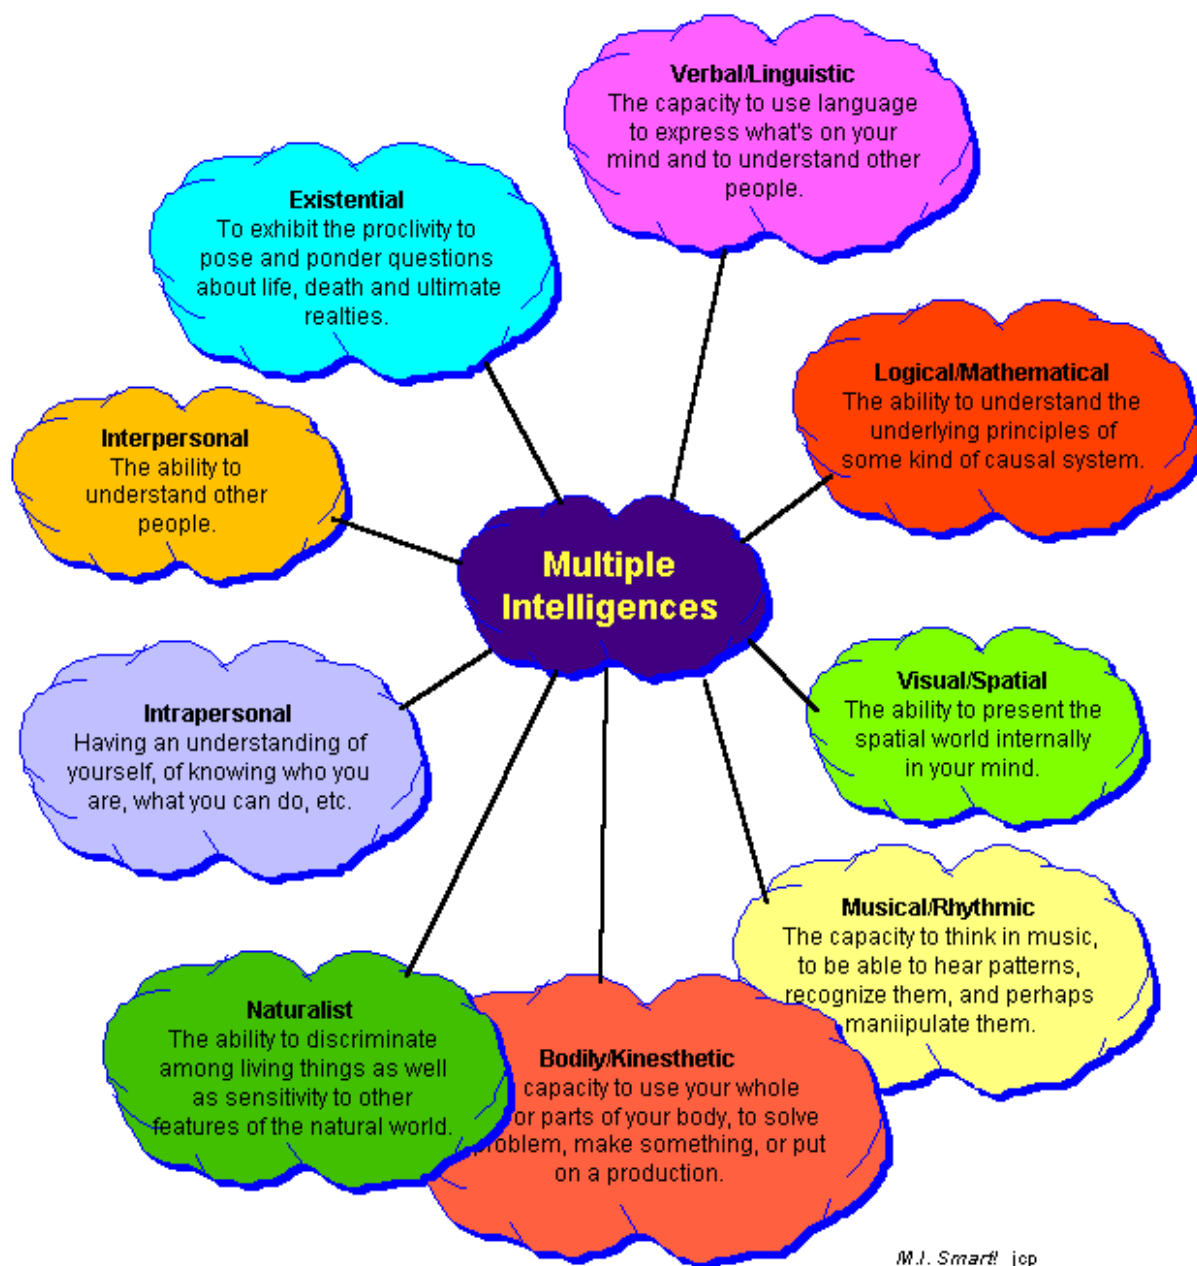 Verbal/Linguistic
The capacity to use language
to express what's on your
mind and to understand other
people.
Existential
To exhibit the proclivity to
pose and ponder questions
about life, death and ultimate
realties.
Logical/Mathematical
The ability to understand the
underlying principles of
some kind of causal system.
Interpersonal
The ability to
understand other
people.
Multiple
Intelligences
Visual/Spatial
The ability to present the
spatial world internally
in your mind.
Intrapersonal
Having an understanding of
yourself, of knowing who you
are, what you can do, etc.
Musical/Rhythmic
The capacity to think in music,
to be able to hear patterns,
recognize them, and perhaps
maniipulate them.
Naturalist
The ability to discriminate
among living things as well
as sensitivity to other
features of the natural world.
Bodily/Kinesthetic
capacity to use your whole
or parts of your body, to solve
roblem, make something, or put
on a production.
M.I. Smart! jcp